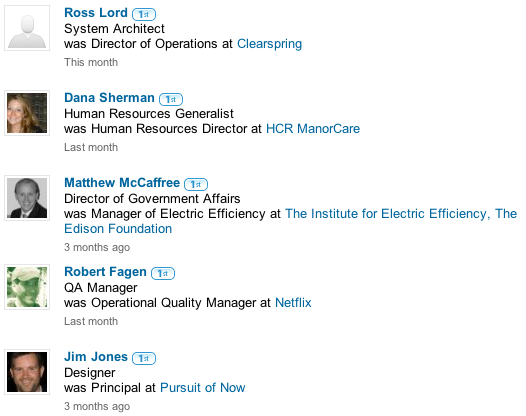 Ross Lord 1st
System Architect
was Director of Operations at Clearspring
This month
Dana Sherman 1st
Human Resources Generalist
was Human Resources Director at HCR ManorCare
Last month
Matthew McCaffree 1st
Director of Government Affairs
was Manager of Electric Efficiency at The Institute for Electric Efficiency, The
Edison Foundation
3 months ago
Robert Fagen 1st
QA Manager
was Operational Quality Manager at Netflix
Last month
Jim Jones 1st
Designer
was Principal at Pursuit of Now
3 months ago